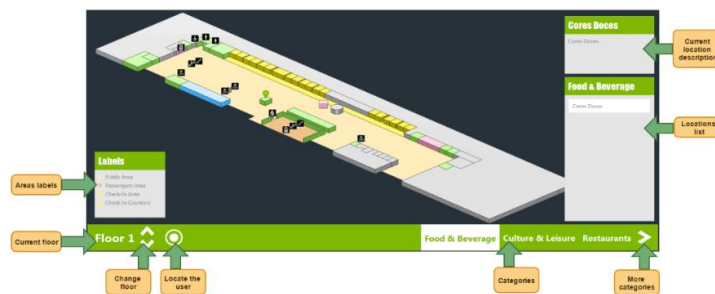 Cores Doces
Cores Doces
Current
location
description
Food & Beverage
Cores Doces
Locations
list
Labels
Public Area
Passengers Area
Check-In Area
Check-In Counters
Areas labels
Current floor
Floor 1
Food & Beverage
Culture & Leisure
Restaurants
Change
floor
Locate the
user
Categories
More
categories